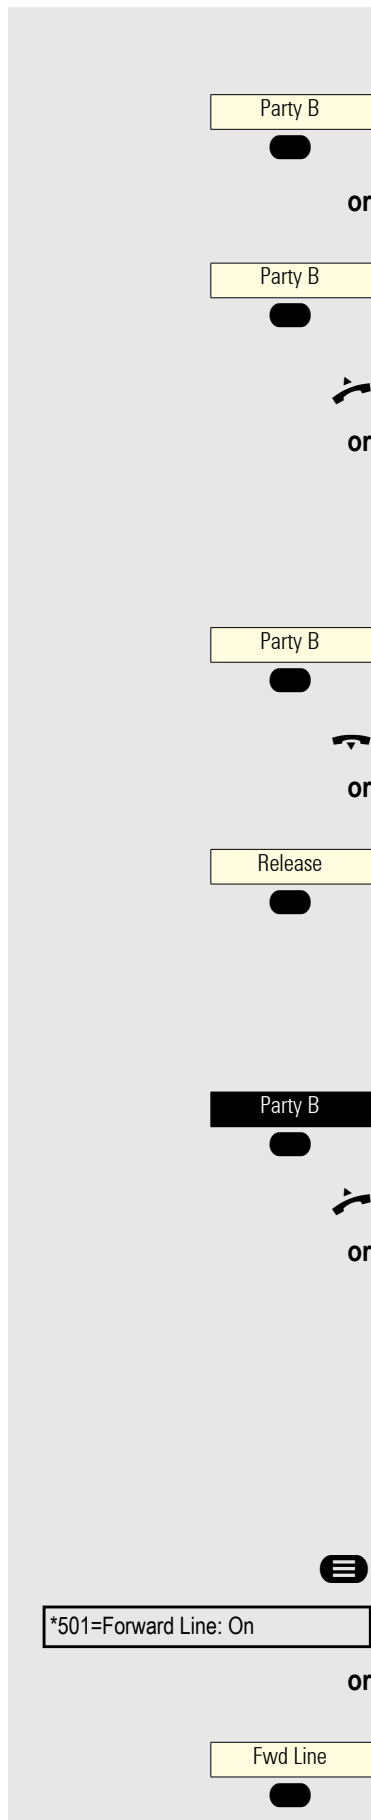 Party B
or
Party B
or
Party B
or
Release
Party B
or
*501=Forward Line: On
or
Fwd Line